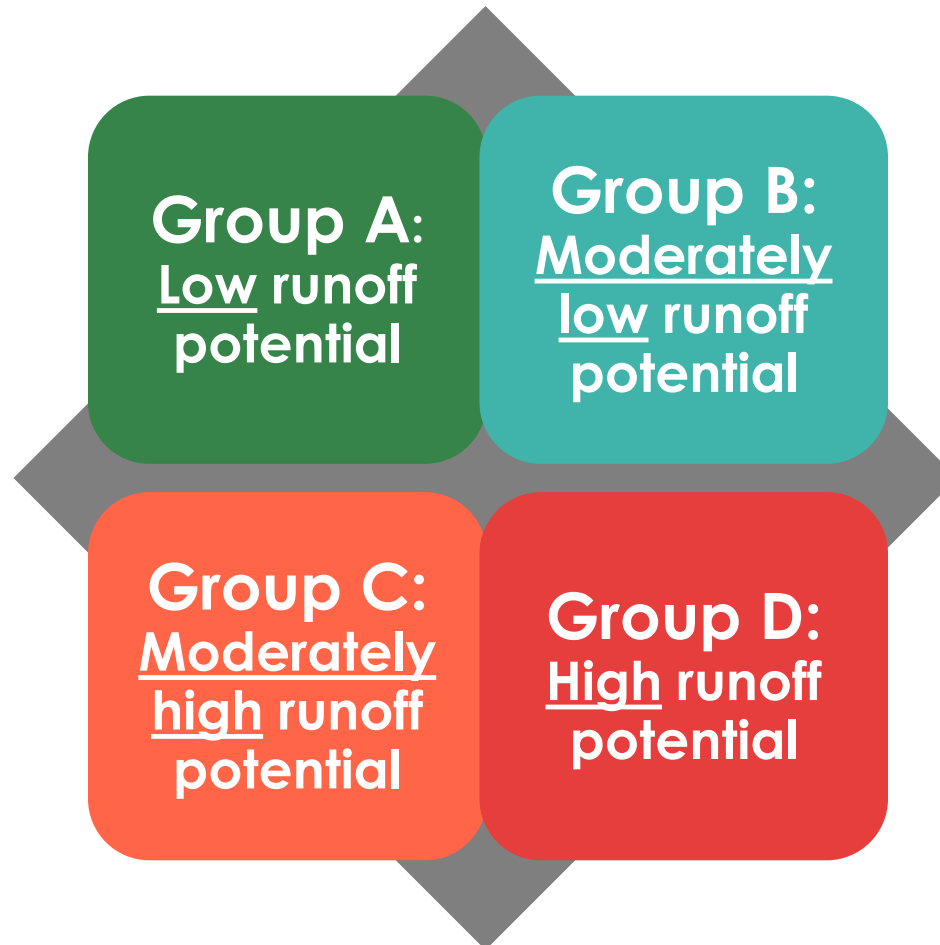 Group A:
Low runoff
potential
Group B:
Moderately
low runoff
potential
Group C:
Moderately
high runoff
potential
Group D:
High runoff
potential